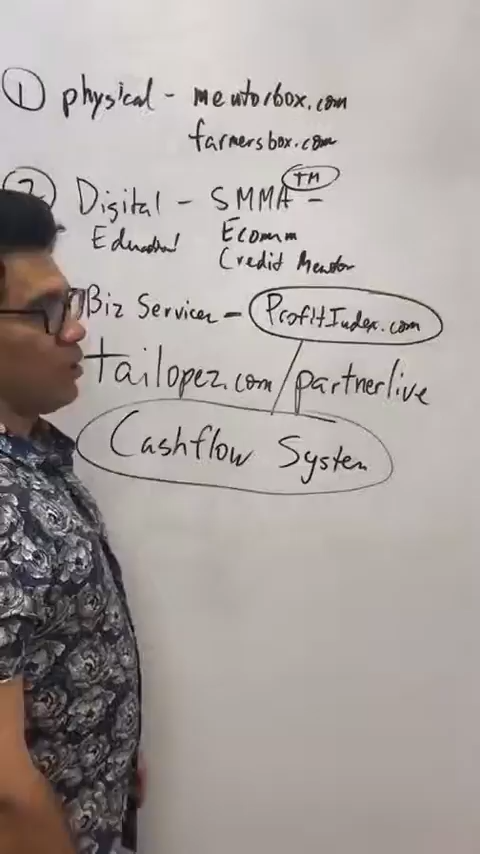 ① physical - mentorbox.com
farmersbox.com
② Digital - SMMA TM -
Educational Ecomm
Credit Mentor
Biz Services - ProfitIndex.com
tailopez.com/partnerlive
Cashflow System